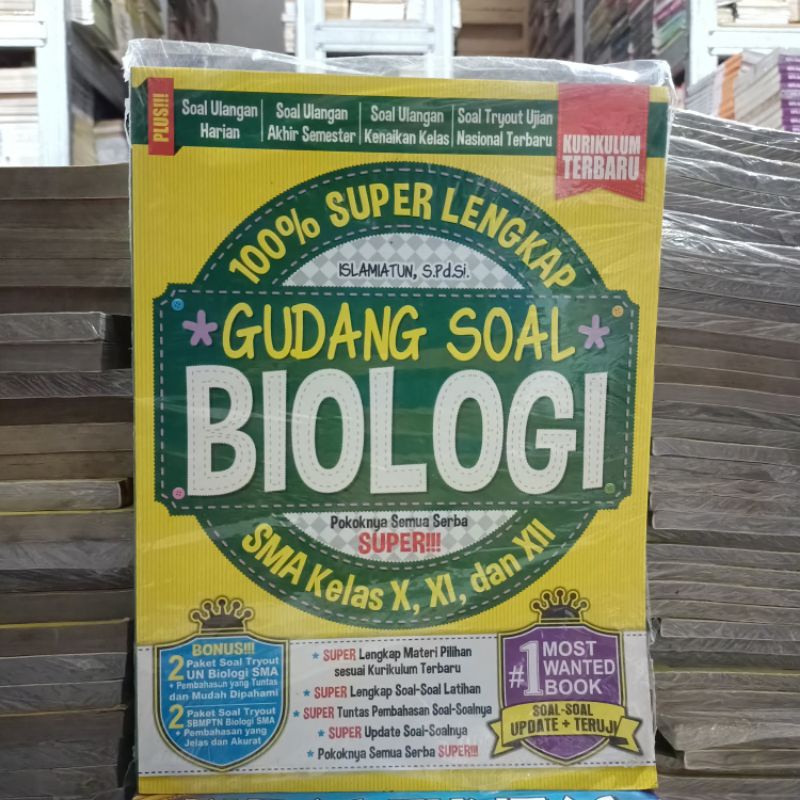 PLUS!!!
Soal Ulangan
Harian
Soal Ulangan
Akhir Semester
Soal Ulangan
Kenaikan Kelas
Soal Tryout Ujian
Nasional Terbaru
KURIKULUM
TERBARU
100% SUPER LENGKAP
ISLAMIATUN, S.Pd.Si.
GUDANG SOAL
BIOLOGI
Pokoknya Semua Serba
SUPER!!!
SMA Kelas X, XI, dan XII
BONUS!!!
2 Paket Soal Tryout
UN Biologi SMA
+ Pembahasan yang Tuntas
dan Mudah Dipahami
2 Paket Soal Tryout
SBMPTN Biologi SMA
+ Pembahasan yang
Jelas dan Akurat
* SUPER Lengkap Materi Pilihan
sesuai Kurikulum Terbaru
* SUPER Lengkap Soal-Soal Latihan
* SUPER Tuntas Pembahasan Soal-Soalnya
* SUPER Update Soal-Soalnya
* Pokoknya Semua Serba SUPER!!!
#1 MOST
WANTED
BOOK
SOAL-SOAL
UPDATE + TERUJI